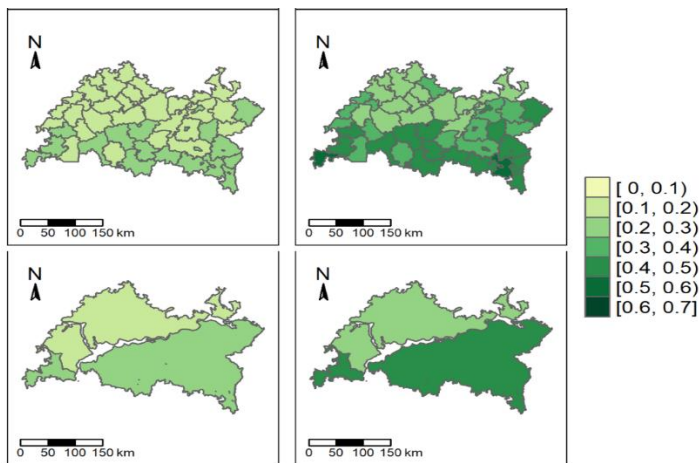 N
0 50 100 150 km
N
0 50 100 150 km
N
0 50 100 150 km
N
0 50 100 150 km
[ 0, 0.1)
[0.1, 0.2)
[0.2, 0.3)
[0.3, 0.4)
[0.4, 0.5)
[0.5, 0.6)
[0.6, 0.7]